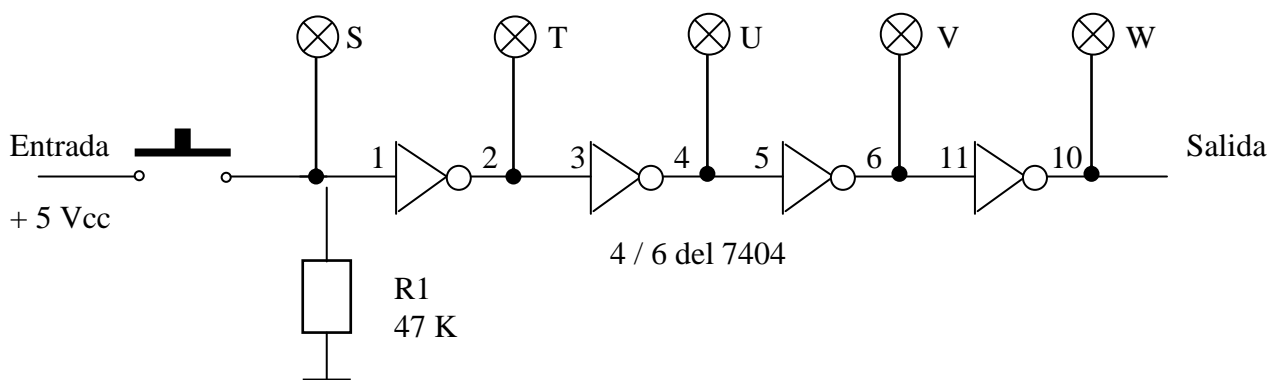 S
T
U
V
W
Entrada
1
2
3
4
5
6
11
10
Salida
+ 5 Vcc
4 / 6 del 7404
R1
47 K